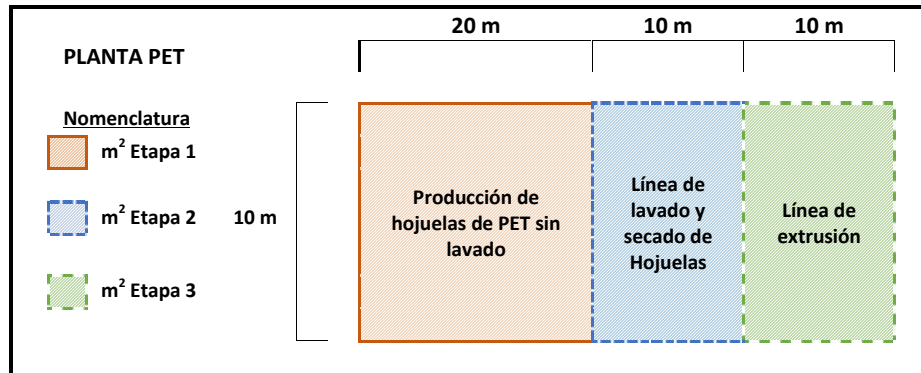 20 m
10 m
10 m
PLANTA PET
Nomenclatura
m² Etapa 1
m² Etapa 2
m² Etapa 3
10 m
Producción de
hojuelas de PET sin
lavado
Línea de
lavado y
secado de
Hojuelas
Línea de
extrusión